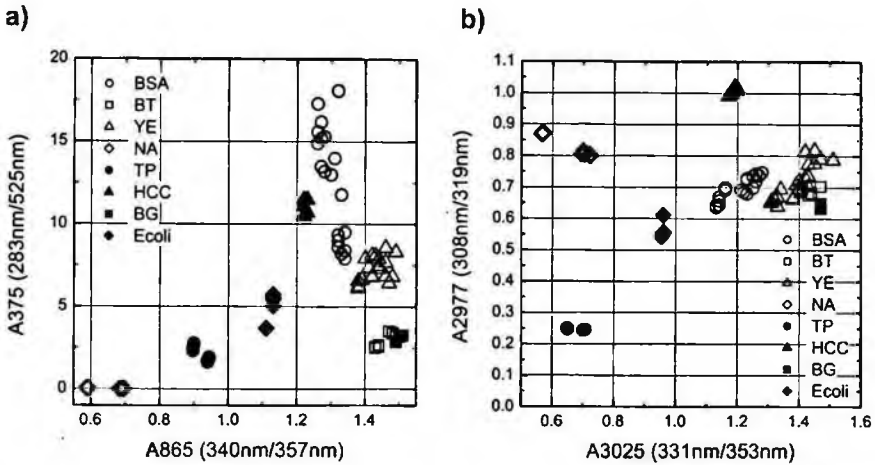 a)
20
15
10
5
0
A375 (283nm/525nm)
BSA
BT
YE
NA
TP
HCC
BG
Ecoli
0.6 0.8 1.0 1.2 1.4
A865 (340nm/357nm)
b)
1.1
1.0
0.9
0.8
0.7
0.6
0.5
0.4
0.3
0.2
0.1
0.0
A2977 (308nm/319nm)
BSA
BT
YE
NA
TP
HCC
BG
Ecoli
0.4 0.6 0.8 1.0 1.2 1.4 1.6
A3025 (331nm/353nm)